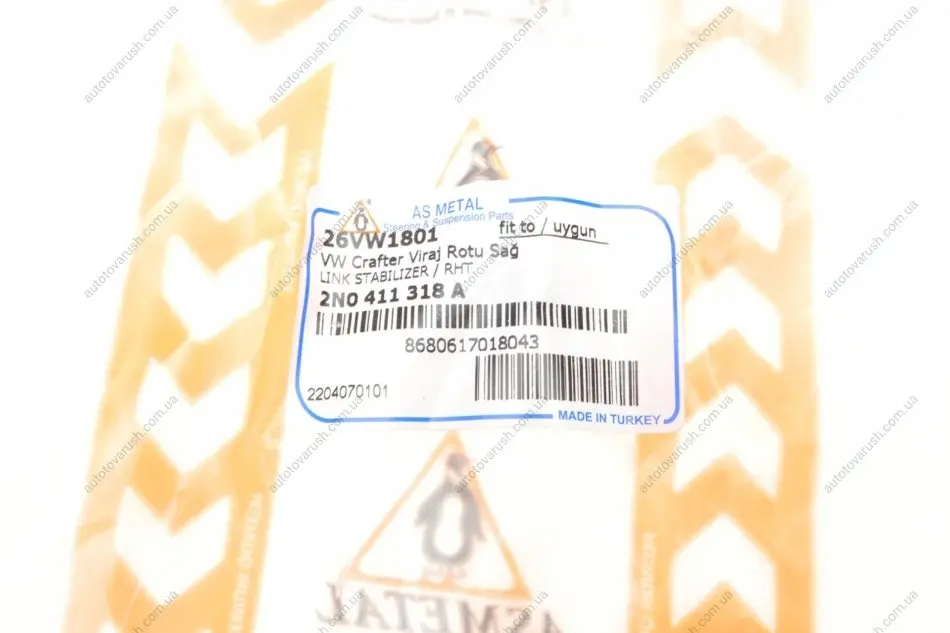 AS METAL
Steering & Suspension Parts
26VW1801
fit to / uygun
VW Crafter Viraj Rotu Sağ
LINK STABILIZER / RHT
2N0 411 318 A
8680617018043
2204070101
MADE IN TURKEY
ASMETAL
autotovarush.com.ua